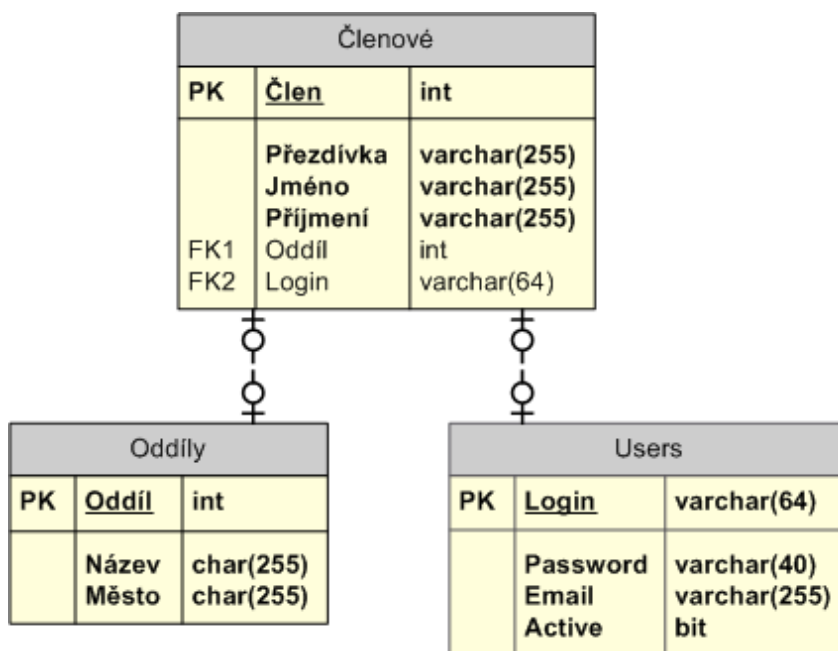 Členové
PK Člen int
Přezdívka varchar(255)
Jméno varchar(255)
Příjmení varchar(255)
FK1 Oddíl int
FK2 Login varchar(64)
Oddíly
PK Oddíl int
Název char(255)
Město char(255)
Users
PK Login varchar(64)
Password varchar(40)
Email varchar(255)
Active bit